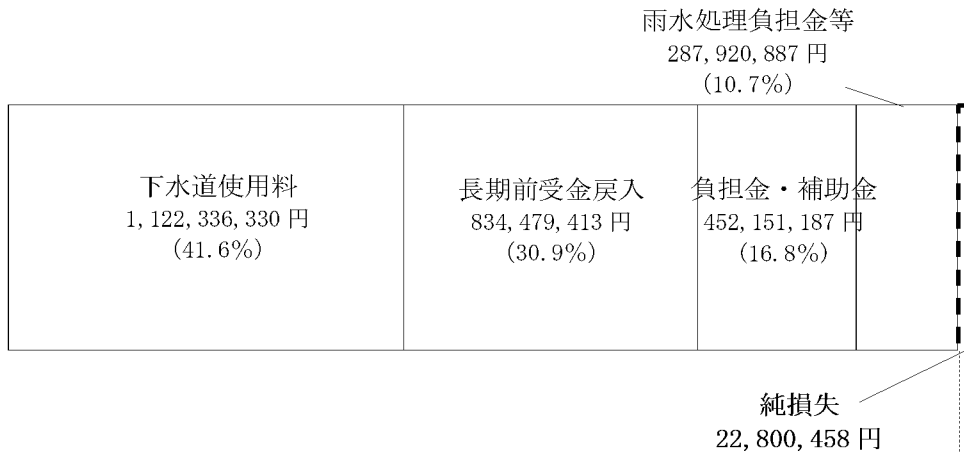 雨水処理負担金等
287,920,887 円
(10.7%)
下水道使用料
1,122,336,330 円
(41.6%)
長期前受金戻入
834,479,413 円
(30.9%)
負担金・補助金
452,151,187 円
(16.8%)
純損失
22,800,458 円